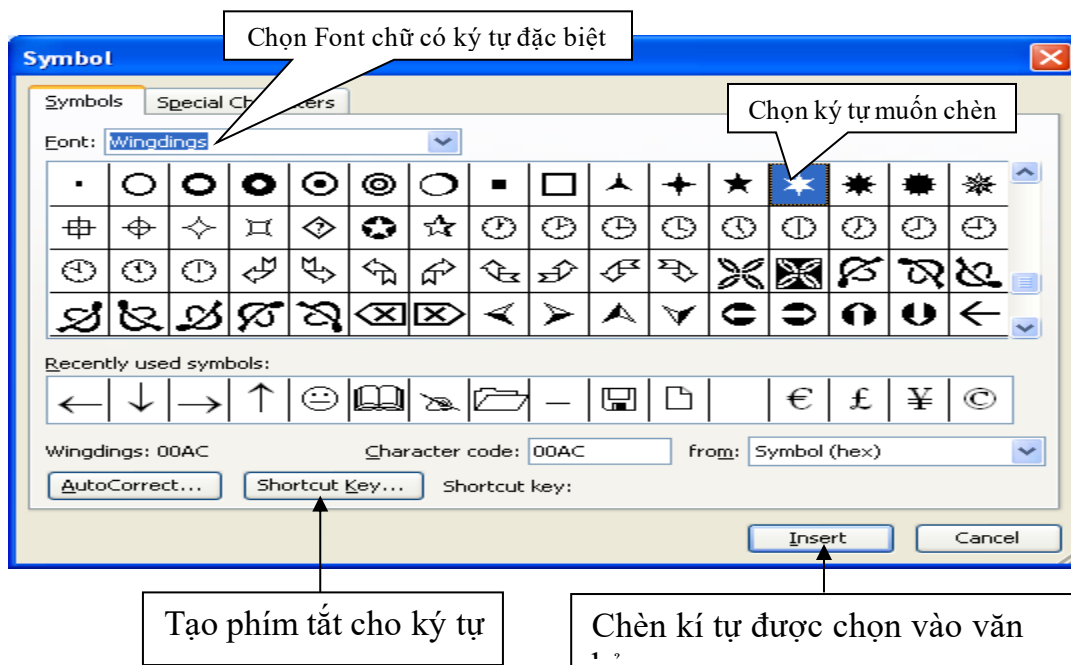 Chọn Font chữ có ký tự đặc biệt
Symbol
Symbols Special
Chọn ký tự muốn chèn
Font: Wingdings
Recently used symbols:
€ £ ¥ ©
Wingdings: 00AC Character code: 00AC from: Symbol (hex)
AutoCorrect... Shortcut Key... Shortcut key:
Insert Cancel
Tạo phím tắt cho ký tự
Chèn kí tự được chọn vào văn